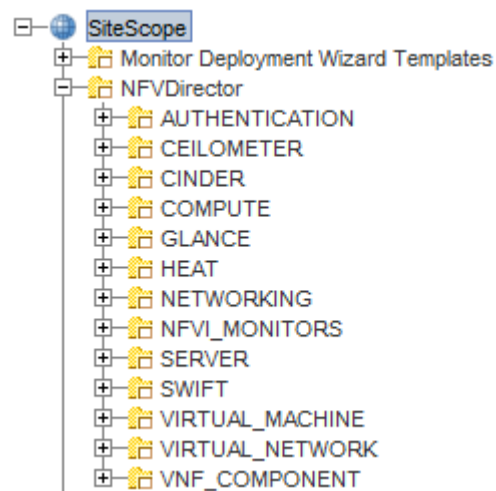 SiteScope
Monitor Deployment Wizard Templates
NFVDirector
AUTHENTICATION
CEILOMETER
CINDER
COMPUTE
GLANCE
HEAT
NETWORKING
NFVI_MONITORS
SERVER
SWIFT
VIRTUAL_MACHINE
VIRTUAL_NETWORK
VNF_COMPONENT